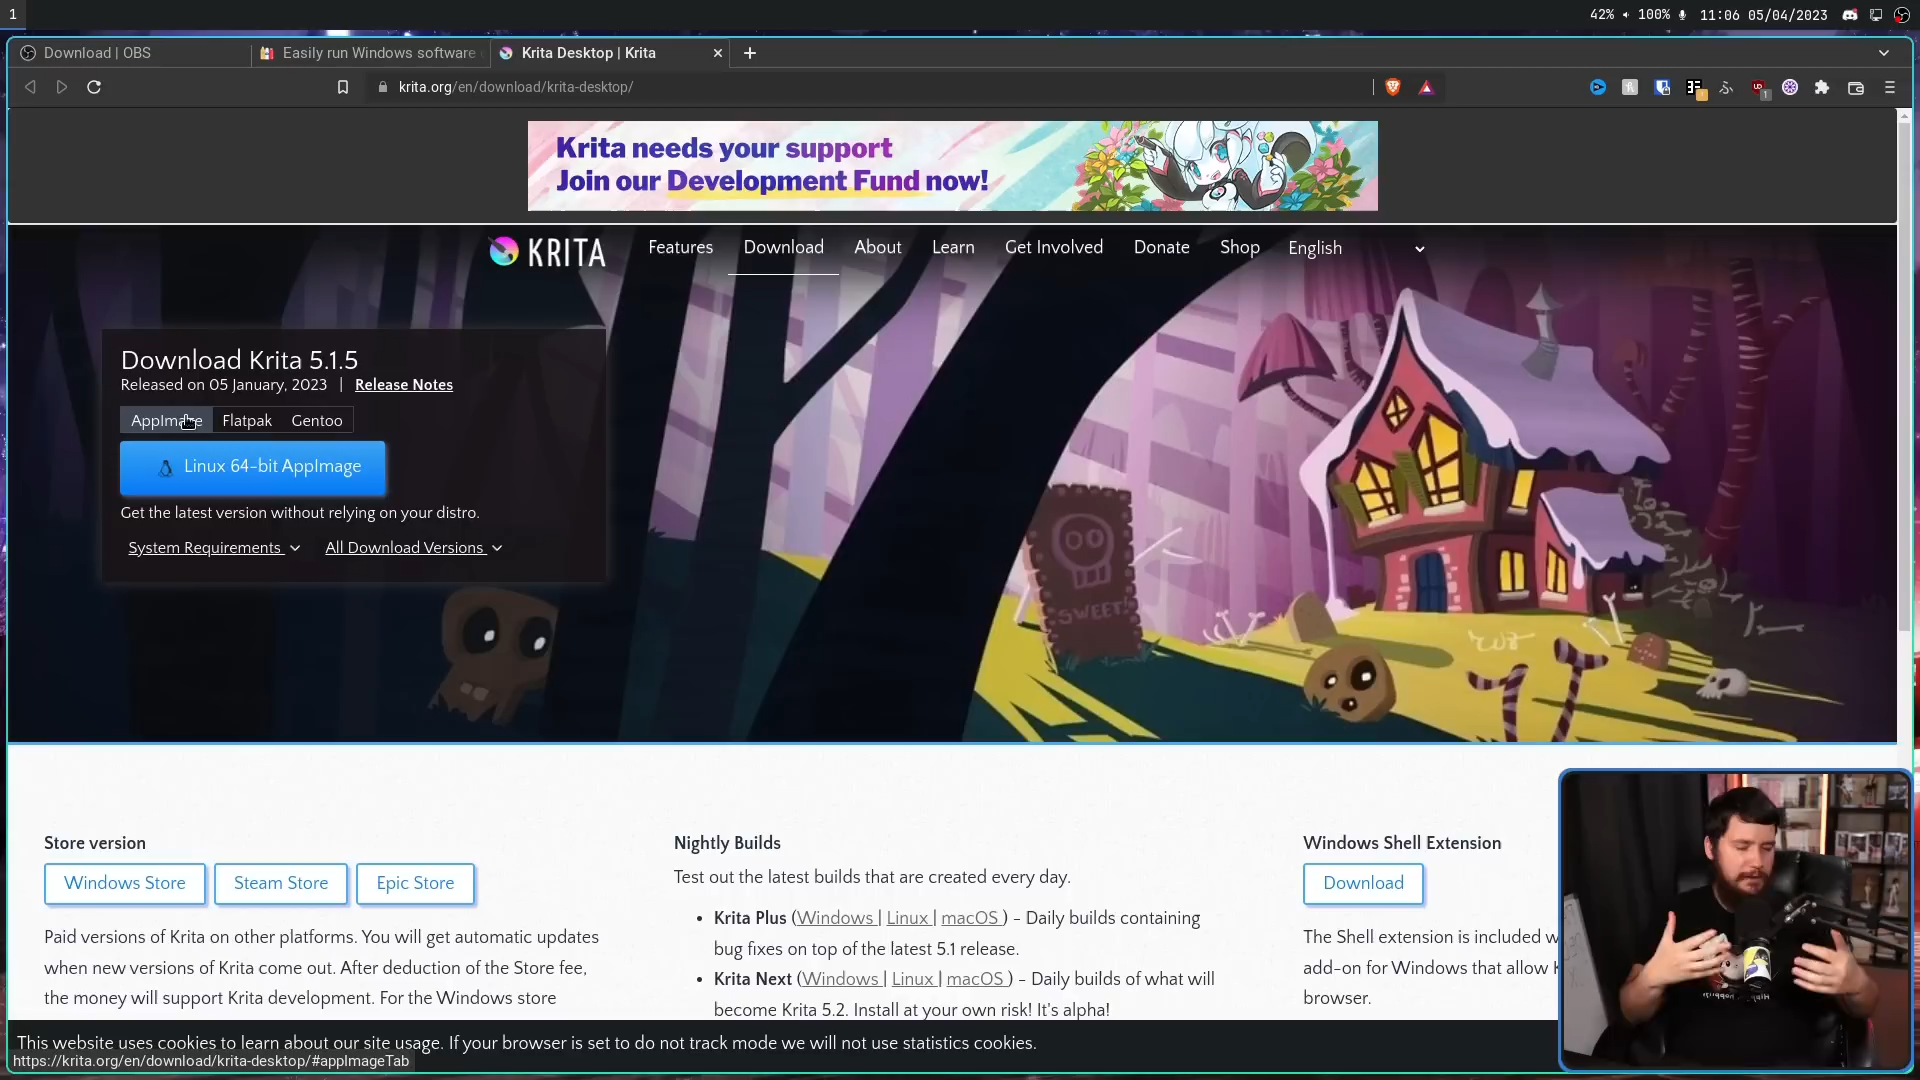 1
42% 100% 11:06 05/04/2023
Download | OBS
Easily run Windows software
Krita Desktop | Krita
krita.org/en/download/krita-desktop/
1
Krita needs your support
Join our Development Fund now!
KRITA
Features Download About Learn Get Involved Donate Shop English
Download Krita 5.1.5
Released on 05 January, 2023 | Release Notes
AppImage Flatpak Gentoo
Linux 64-bit AppImage
Get the latest version without relying on your distro.
System Requirements All Download Versions
SWEET!
Store version
Windows Store Steam Store Epic Store
Paid versions of Krita on other platforms. You will get automatic updates
when new versions of Krita come out. After deduction of the Store fee,
the money will support Krita development. For the Windows store
Nightly Builds
Test out the latest builds that are created every day.
• Krita Plus (Windows | Linux | macOS ) - Daily builds containing
bug fixes on top of the latest 5.1 release.
• Krita Next (Windows | Linux | macOS ) - Daily builds of what will
become Krita 5.2. Install at your own risk! It's alpha!
Windows Shell Extension
Download
The Shell extension is included
add-on for Windows that allow
browser.
This website uses cookies to learn about our site usage. If your browser is set to do not track mode we will not use statistics cookies.
https://krita.org/en/download/krita-desktop/#appImageTab